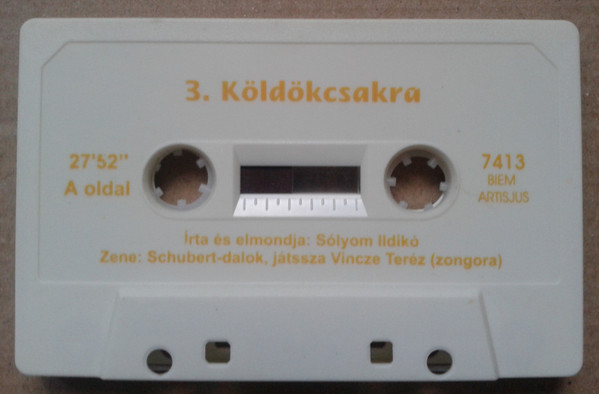 3. Köldökcsakra
27'52"
A oldal
7413
BIEM
ARTISJUS
Írta és elmondja: Sólyom Ildikó
Zene: Schubert-dalok, játssza Vincze Teréz (zongora)